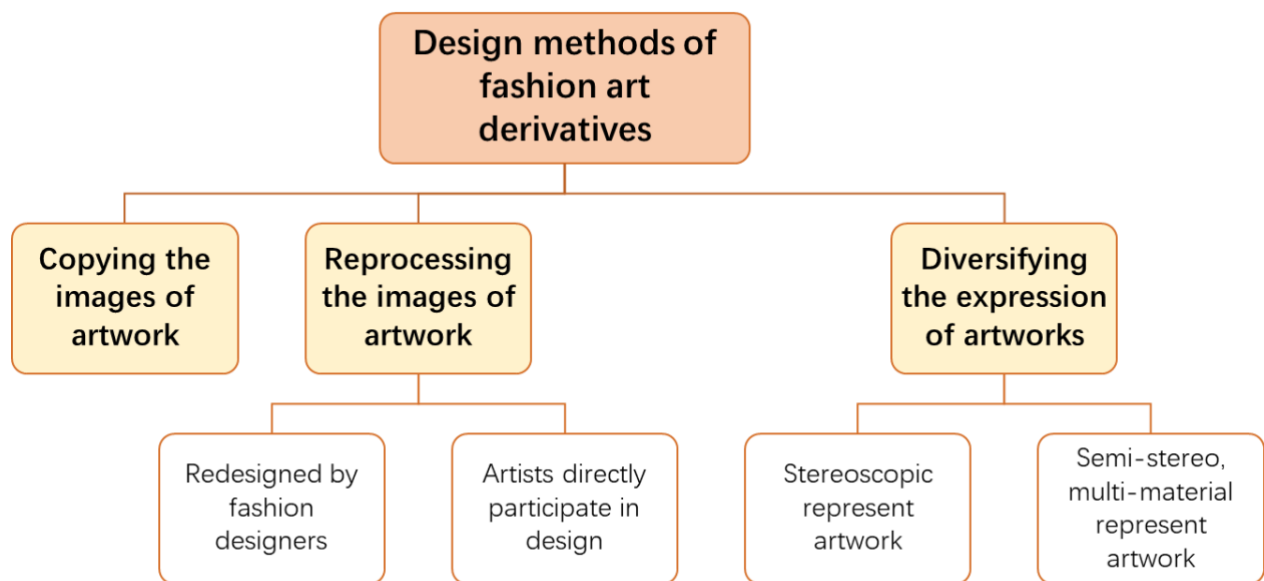 Design methods of
fashion art
derivatives
Copying the
images of
artwork
Reprocessing
the images of
artwork
Diversifying
the expression
of artworks
Redesigned by
fashion
designers
Artists directly
participate in
design
Stereoscopic
represent
artwork
Semi-stereo,
multi-material
represent
artwork